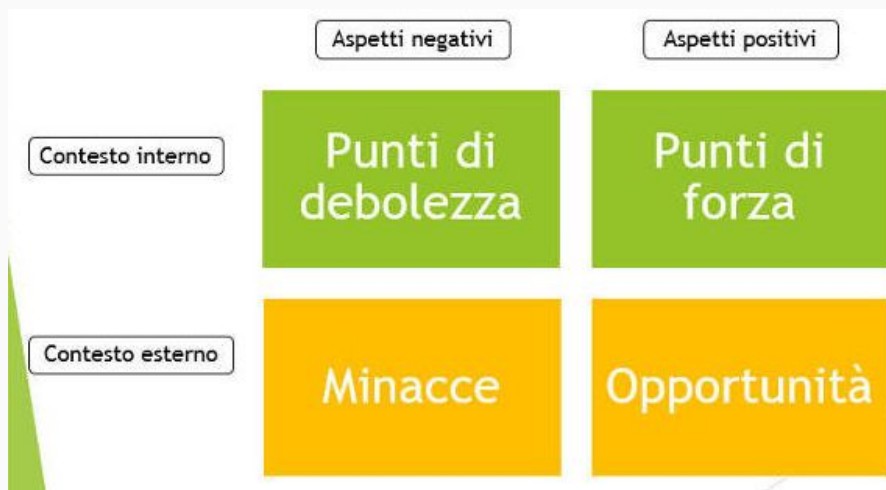 Aspetti negativi
Aspetti positivi
Contesto interno
Punti di
debolezza
Punti di
forza
Contesto esterno
Minacce
Opportunità